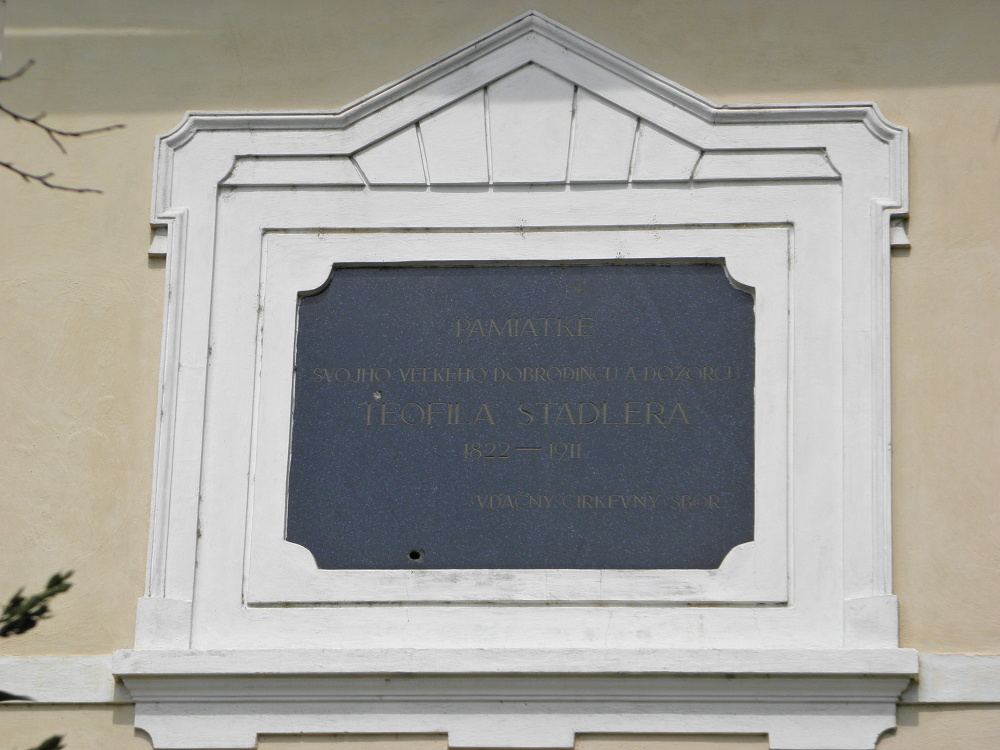 PAMIATKE
SVOJHO VEĽKÉHO DOBRODINCU A DOZORCU
TEOFILA STADLERA
1822 — 1911
VĎAČNÝ CIRKEVNÝ SBOR